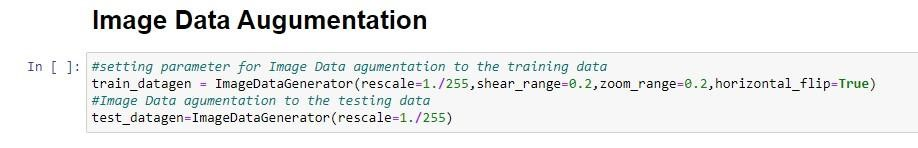 Image Data Augumentation
In [ ]: #setting parameter for Image Data agumentation to the training data
train_datagen = ImageDataGenerator(rescale=1./255,shear_range=0.2,zoom_range=0.2,horizontal_flip=True)
#Image Data agumentation to the testing data
test_datagen=ImageDataGenerator(rescale=1./255)